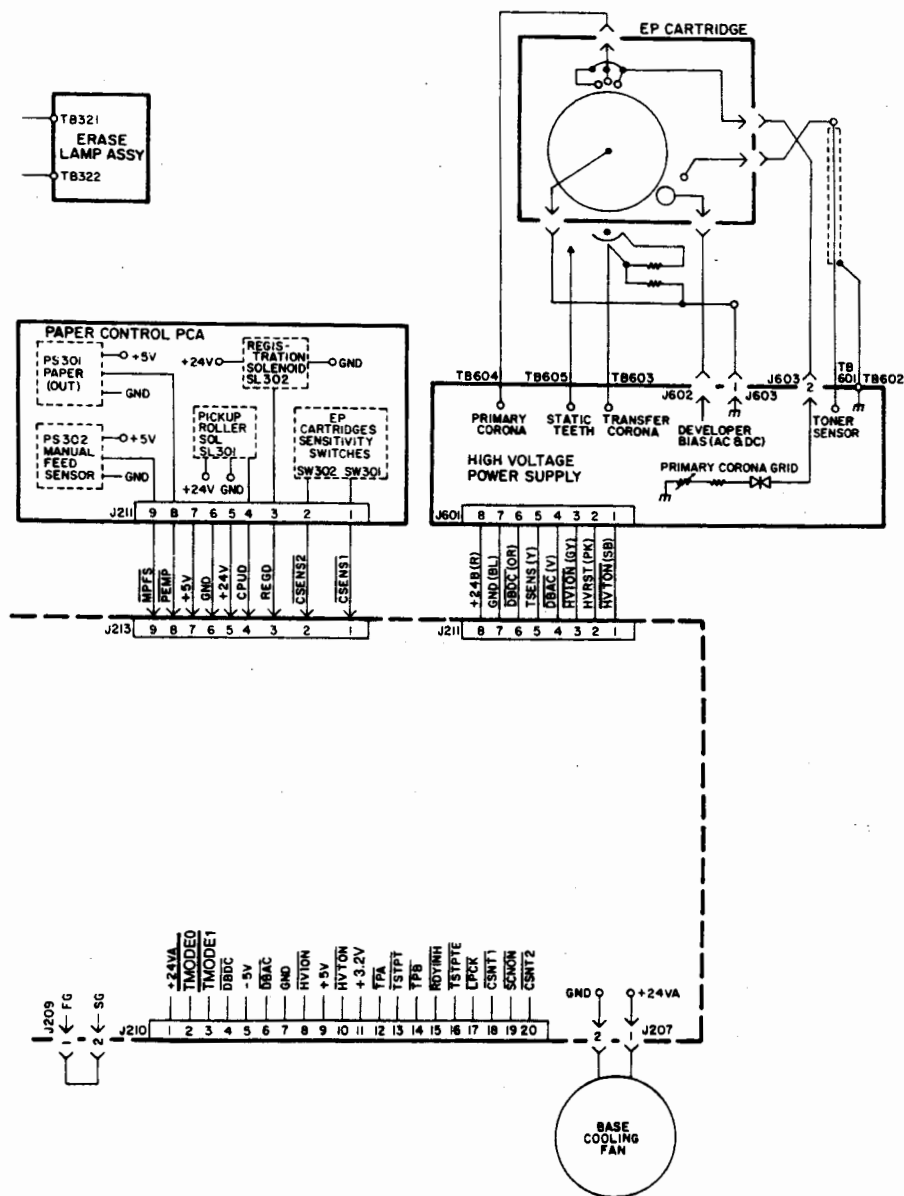 EP CARTRIDGE
TB321
ERASE
LAMP ASSY
TB322
PAPER CONTROL PCA
PS301
PAPER
(OUT)
+5V
GND
PS302
MANUAL
FEED
SENSOR
+5V
GND
+24V
REGIS-
TRATION
SOLENOID
SL302
GND
PICKUP
ROLLER
SOL
SL301
+24V GND
EP
CARTRIDGES
SENSITIVITY
SWITCHES
SW302 SW301
J211
9 8 7 6 5 4 3 2 1
MPFS
PEMP
+5V
GND
+24V
CPUD
REGD
CSENS2
CSENS1
J213
9 8 7 6 5 4 3 2 1
TB604
TB605
TB603
J602
1
J603
J603
2
TB
601
TB602
PRIMARY
CORONA
STATIC
TEETH
TRANSFER
CORONA
DEVELOPER
BIAS (AC & DC)
TONER
SENSOR
HIGH VOLTAGE
POWER SUPPLY
PRIMARY CORONA GRID
J601
8 7 6 5 4 3 2 1
+24B (R)
GND (BL)
DBDC (OR)
TSENS (Y)
DBAC (V)
HVION (GY)
HVRST (PK)
HVTON (SB)
J211
8 7 6 5 4 3 2 1
J209
FG
SG
1 2
+24VA
TMODE0
TMODE1
DBDC
-5V
DBAC
GND
HVION
+5V
HVTON
+3.2V
TPA
TSTPT
TPB
RDYINH
TSTPTE
LPCK
CSNT1
SCNON
CSNT2
J210
1 2 3 4 5 6 7 8 9 10 11 12 13 14 15 16 17 18 19 20
GND
+24VA
2 1
J207
BASE
COOLING
FAN